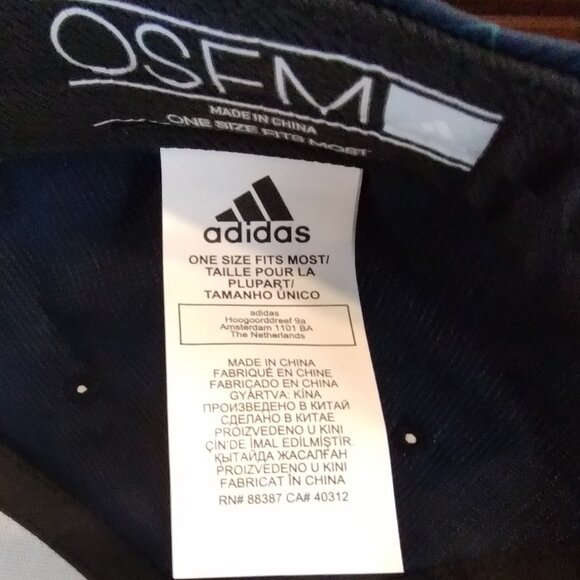 OSFM
MADE IN CHINA
ONE SIZE FITS MOST
adidas
ONE SIZE FITS MOST/
TAILLE POUR LA
PLUPART/
TAMANHO ÚNICO
adidas
Hoogoorddreef 9a
Amsterdam 1101 BA
The Netherlands
MADE IN CHINA
FABRIQUÉ EN CHINE
FABRICADO EN CHINA
GYÁRTVA: KÍNA
ПРОИЗВЕДЕНО В КИТАЙ
СДЕЛАНО В КИТАЕ
PROIZVEDENO U KINI
ÇİN'DE İMAL EDİLMİŞTİR.
ҚЫТАЙДА ЖАСАЛҒАН
PROIZVEDENO U KINI
FABRICAT ÎN CHINA
RN# 88387 CA# 40312